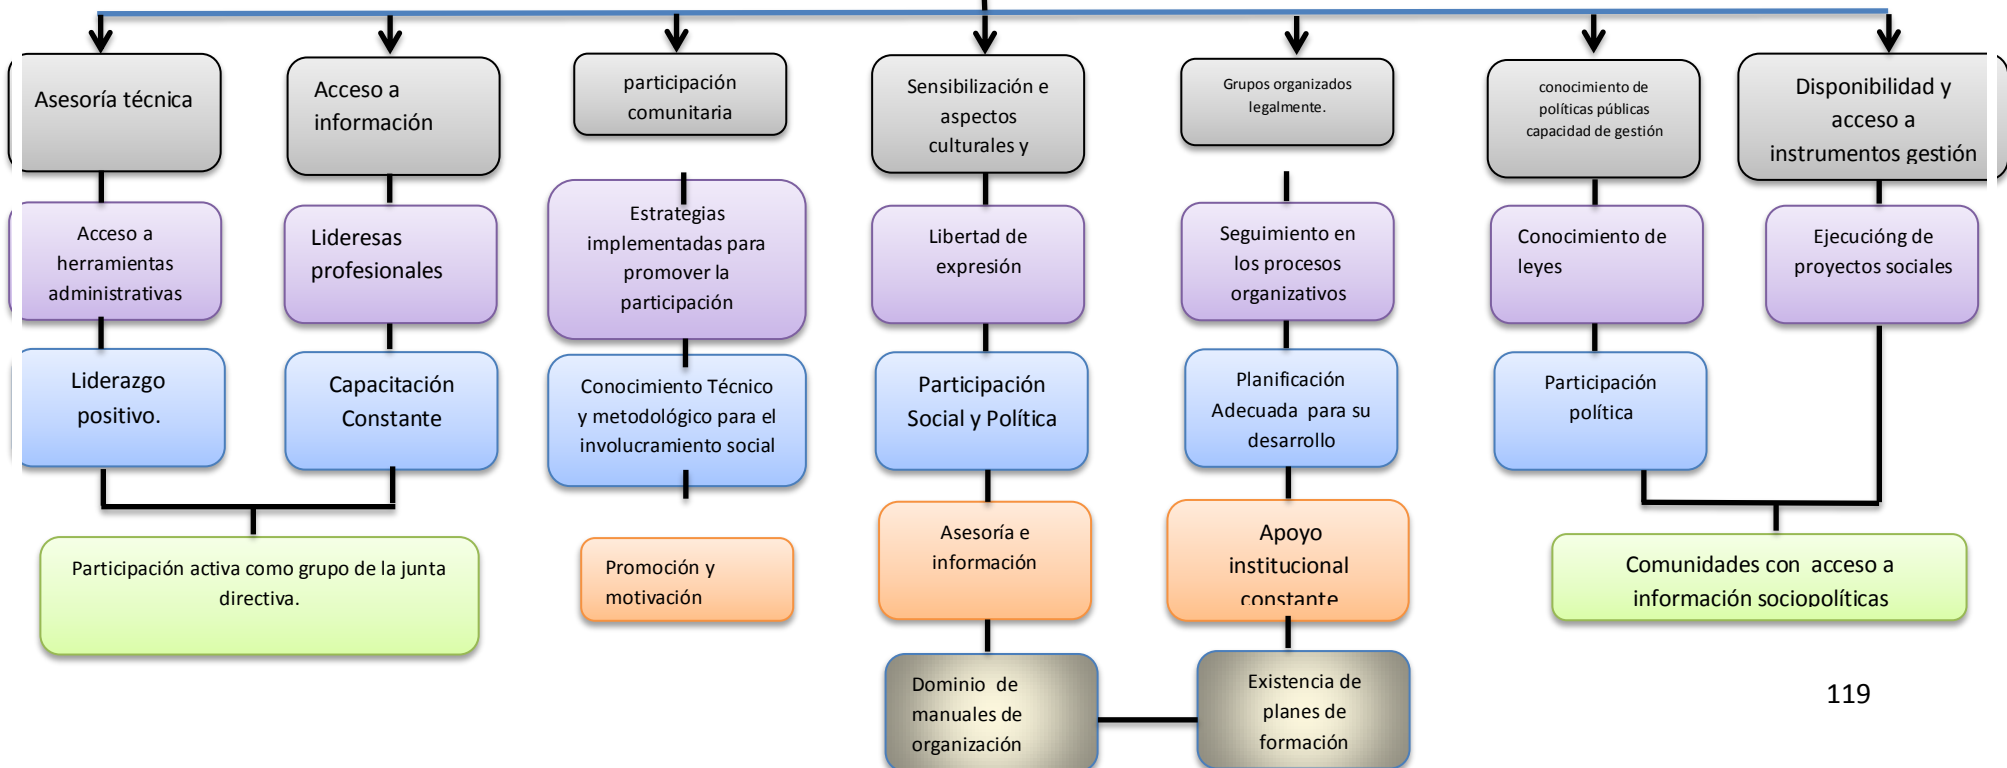 Asesoría técnica
Acceso a
información
participación
comunitaria
Sensibilización e
aspectos
culturales y
Grupos organizados
legalmente.
conocimiento de
políticas públicas
capacidad de gestión
Disponibilidad y
acceso a
instrumentos gestión
Acceso a
herramientas
administrativas
Lideresas
profesionales
Estrategias
implementadas para
promover la
participación
Libertad de
expresión
Seguimiento en
los procesos
organizativos
Conocimiento de
leyes
Ejecucióng de
proyectos sociales
Liderazgo
positivo.
Capacitación
Constante
Conocimiento Técnico
y metodológico para el
involucramiento social
Participación
Social y Política
Planificación
Adecuada para su
desarrollo
Participación
política
Participación activa como grupo de la junta
directiva.
Promoción y
motivación
Asesoría e
información
Apoyo
institucional
constante
Comunidades con acceso a
información sociopolíticas
Dominio de
manuales de
organización
Existencia de
planes de
formación
119